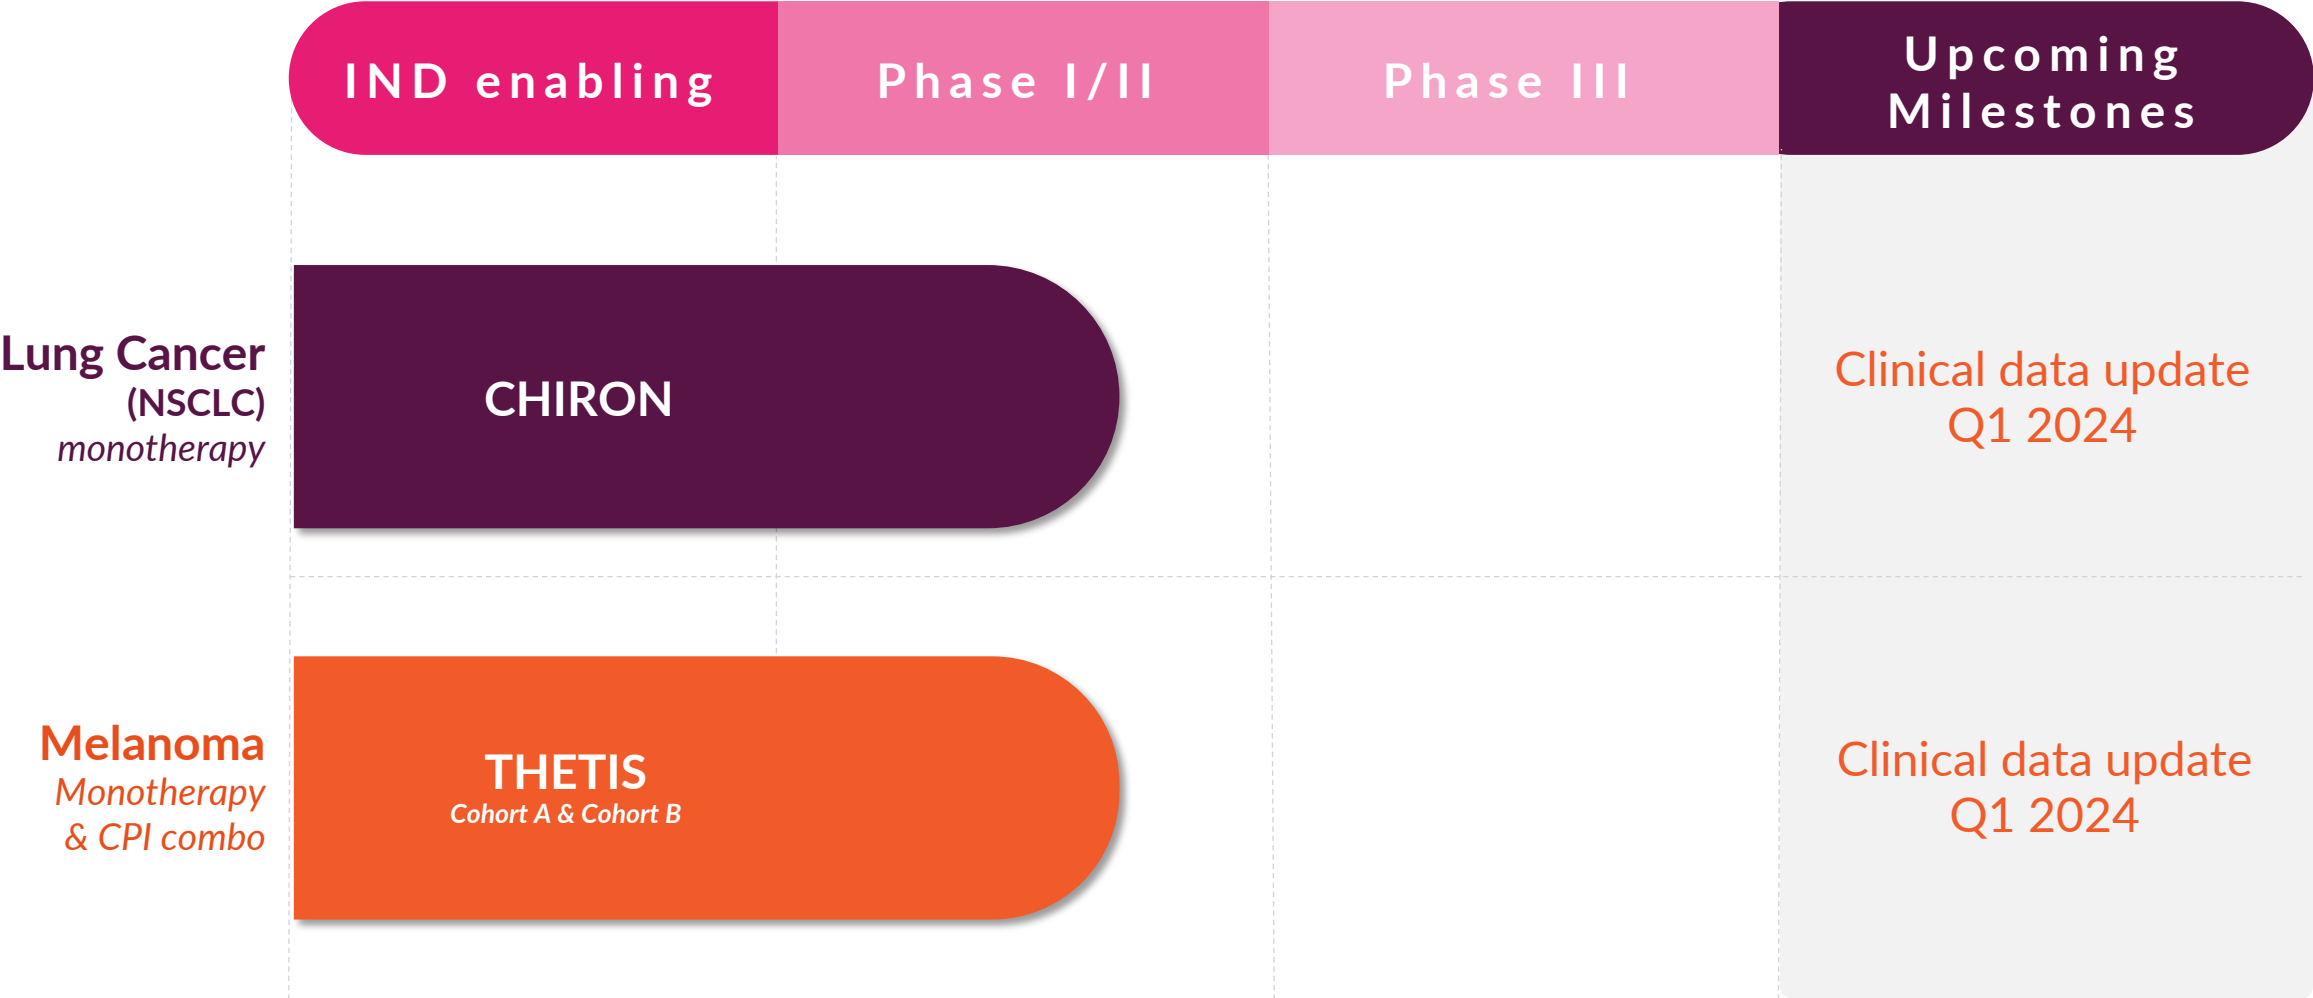 IND enabling
Phase I/II
Phase III
Upcoming
Milestones
Lung Cancer
(NSCLC)
monotherapy
CHIRON
Clinical data update
Q1 2024
Melanoma
Monotherapy
& CPI combo
THETIS
Cohort A & Cohort B
Clinical data update
Q1 2024